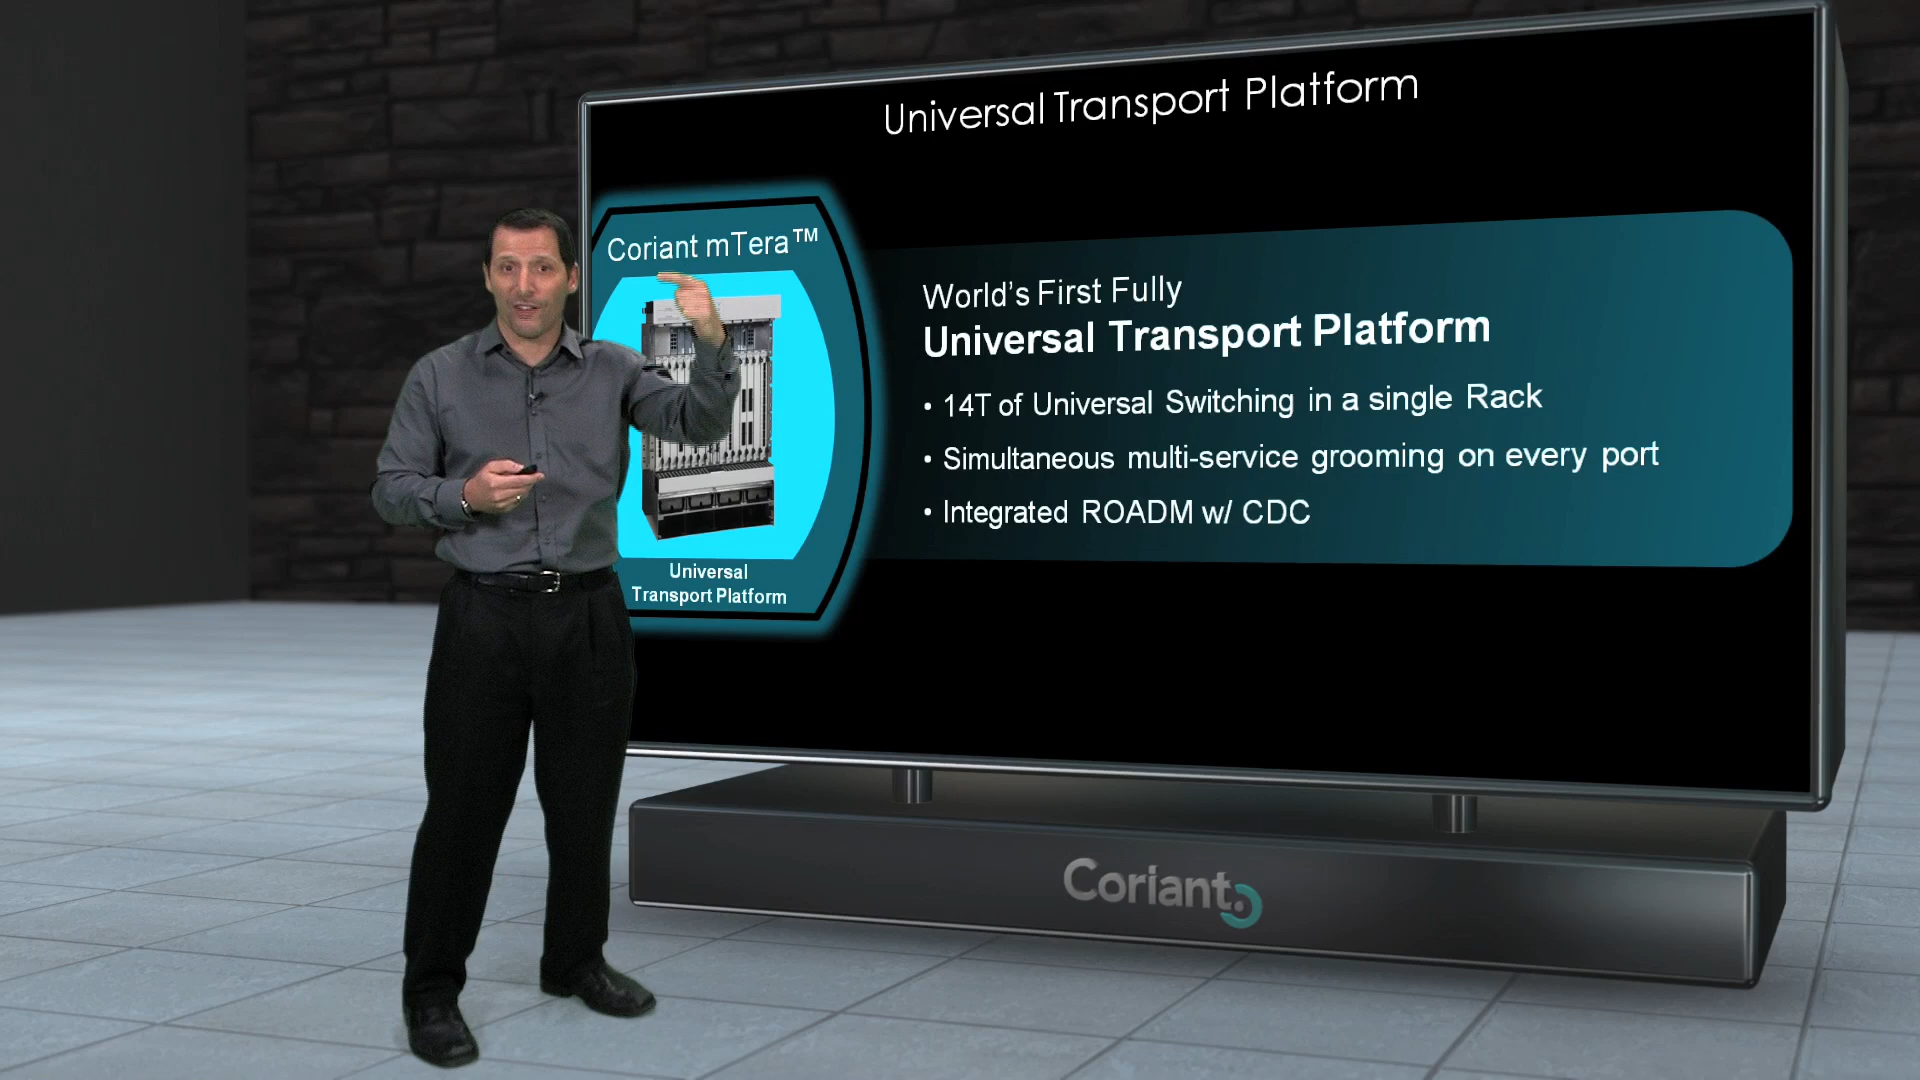 Universal Transport Platform
Coriant mTera™
Universal
Transport Platform
World's First Fully
Universal Transport Platform
• 14T of Universal Switching in a single Rack
• Simultaneous multi-service grooming on every port
• Integrated ROADM w/ CDC
Coriant